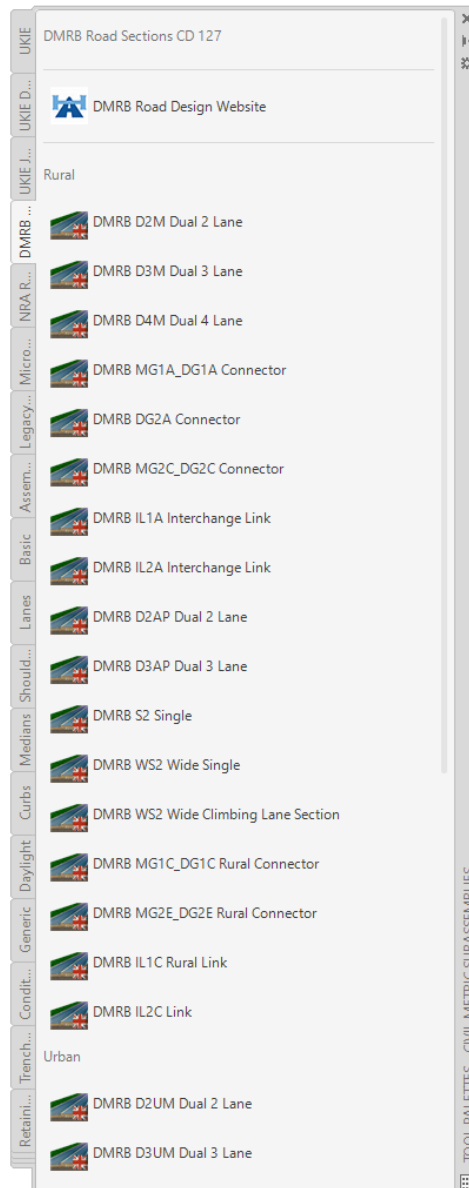 DMRB Road Sections CD 127
DMRB Road Design Website
Rural
DMRB D2M Dual 2 Lane
DMRB D3M Dual 3 Lane
DMRB D4M Dual 4 Lane
DMRB MG1A_DG1A Connector
DMRB DG2A Connector
DMRB MG2C_DG2C Connector
DMRB IL1A Interchange Link
DMRB IL2A Interchange Link
DMRB D2AP Dual 2 Lane
DMRB D3AP Dual 3 Lane
DMRB S2 Single
DMRB WS2 Wide Single
DMRB WS2 Wide Climbing Lane Section
DMRB MG1C_DG1C Rural Connector
DMRB MG2E_DG2E Rural Connector
DMRB IL1C Rural Link
DMRB IL2C Link
Urban
DMRB D2UM Dual 2 Lane
DMRB D3UM Dual 3 Lane
UKIE
UKIE D...
UKIE J...
DMRB ...
NRA R...
Micro...
Legacy...
Assem...
Basic
Lanes
Should...
Medians
Curbs
Daylight
Generic
Condit...
Trench...
Retaini...
TOOL PALETTES - CIVIL METRIC SUBASSEMBLIES